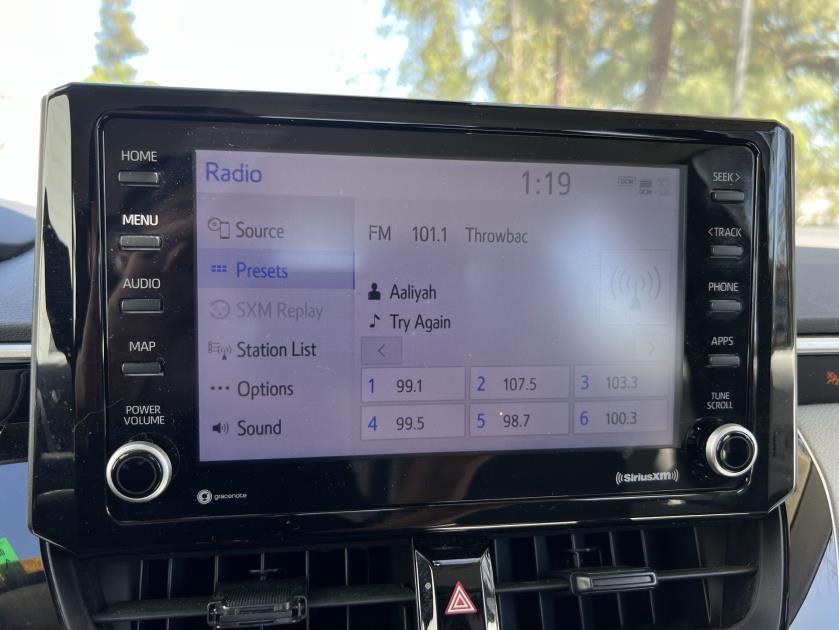 HOME
MENU
AUDIO
MAP
POWER
VOLUME
gracenote
Radio
1:19
DCM
DCM
Source
Presets
SXM Replay
Station List
Options
Sound
FM 101.1 Throwbac
Aaliyah
Try Again
<
>
1 99.1
2 107.5
3 103.3
4 99.5
5 98.7
6 100.3
SEEK >
< TRACK
PHONE
APPS
TUNE
SCROLL
((SiriusXM))